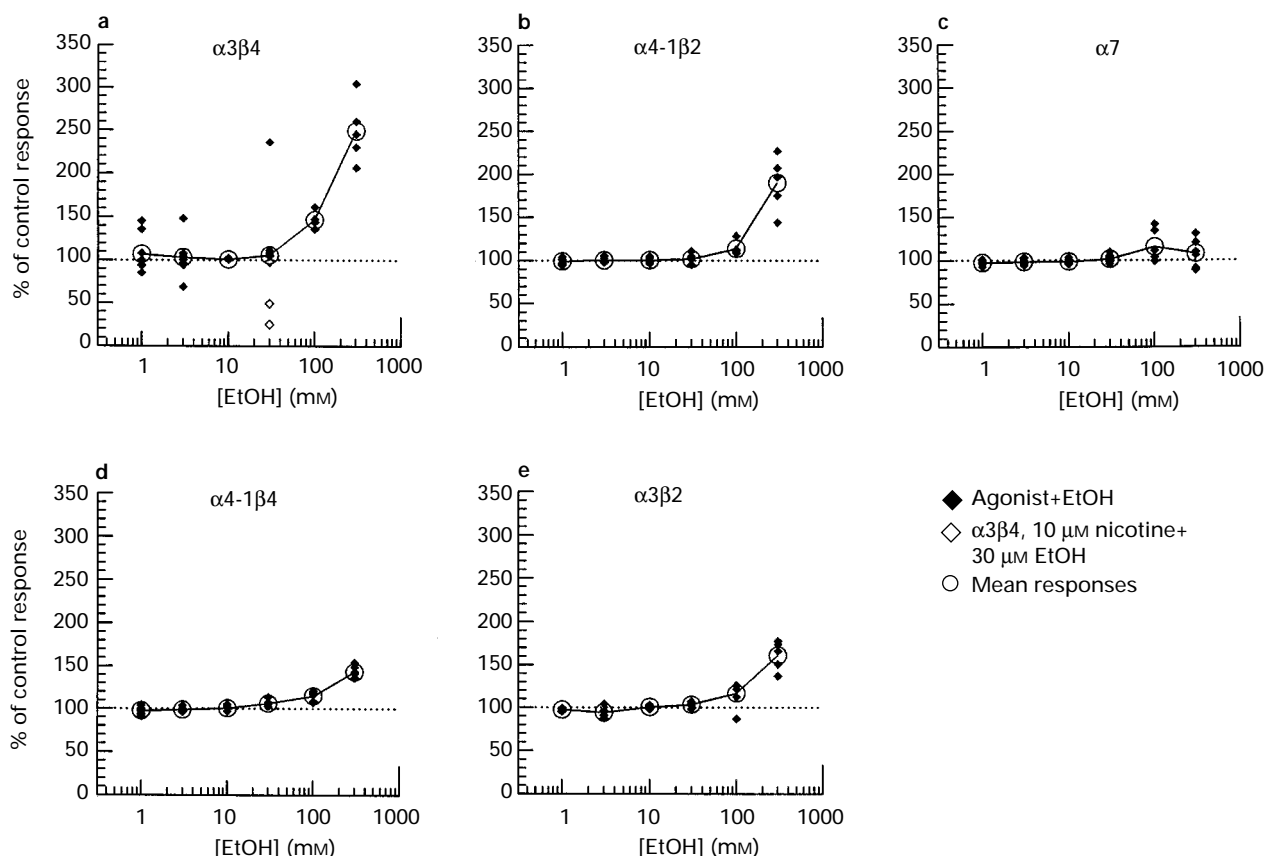 a
α3β4
% of control response
350
300
250
200
150
100
50
0
1 10 100 1000
[EtOH] (mM)
b
α4-1β2
350
300
250
200
150
100
50
0
1 10 100 1000
[EtOH] (mM)
c
α7
350
300
250
200
150
100
50
0
1 10 100 1000
[EtOH] (mM)
d
α4-1β4
% of control response
350
300
250
200
150
100
50
0
1 10 100 1000
[EtOH] (mM)
e
α3β2
350
300
250
200
150
100
50
0
1 10 100 1000
[EtOH] (mM)
Agonist+EtOH
α3β4, 10 μM nicotine+
30 μM EtOH
Mean responses